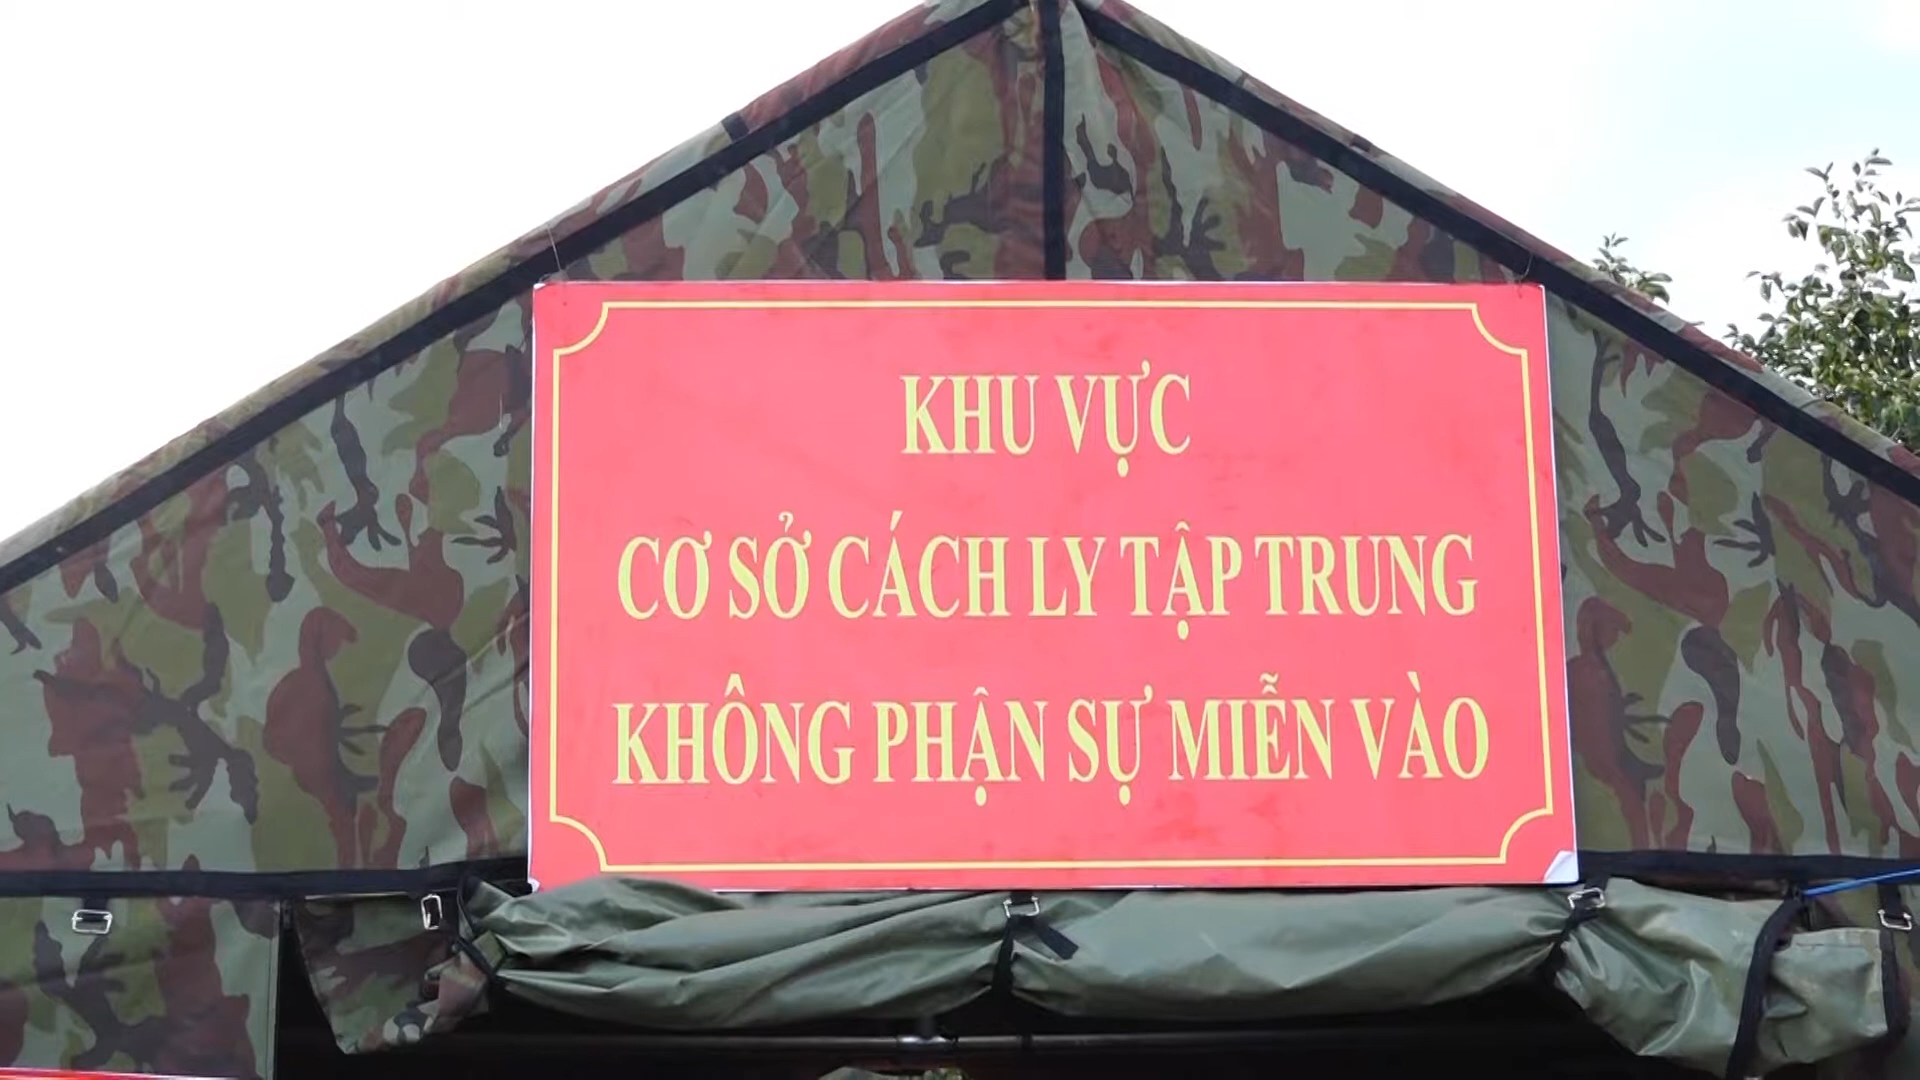 KHU VỰC
CƠ SỞ CÁCH LY TẬP TRUNG
KHÔNG PHẬN SỰ MIỄN VÀO